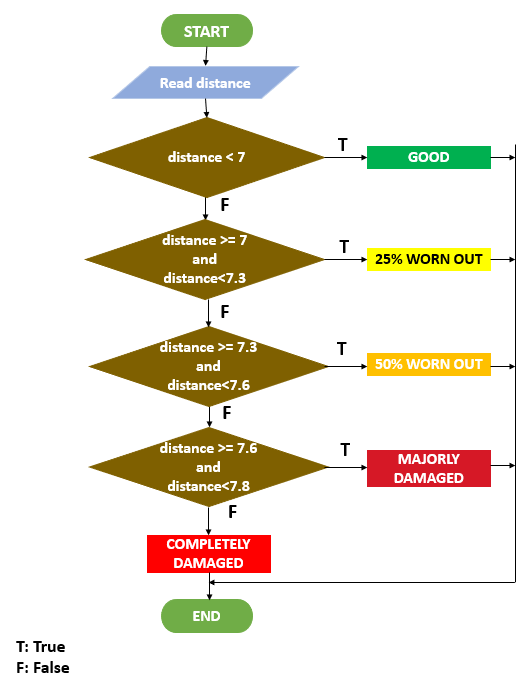 START
Read distance
distance < 7
T
GOOD
F
distance >= 7
and
distance<7.3
T
25% WORN OUT
F
distance >= 7.3
and
distance<7.6
T
50% WORN OUT
F
distance >= 7.6
and
distance<7.8
T
MAJORLY
DAMAGED
F
COMPLETELY
DAMAGED
END
T: True
F: False